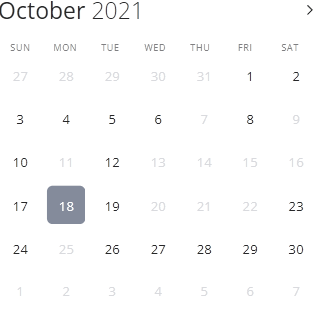 October 2021
SUN MON TUE WED THU FRI SAT
27 28 29 30 31 1 2
3 4 5 6 7 8 9
10 11 12 13 14 15 16
17 18 19 20 21 22 23
24 25 26 27 28 29 30
1 2 3 4 5 6 7